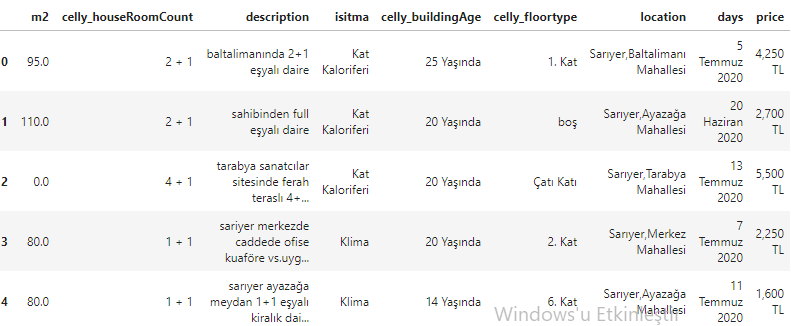 m2 celly_houseRoomCount description isitma celly_buildingAge celly_floortype location days price
0 95.0 2 + 1 baltalimanında 2+1 eşyalı daire Kat Kaloriferi 25 Yaşında 1. Kat Sarıyer,Baltalimanı Mahallesi 5 Temmuz 2020 4,250 TL
1 110.0 2 + 1 sahibinden full eşyalı daire Kat Kaloriferi 20 Yaşında boş Sarıyer,Ayazağa Mahallesi 20 Haziran 2020 2,700 TL
2 0.0 4 + 1 tarabya sanatcılar sitesinde ferah teraslı 4+... Kat Kaloriferi 20 Yaşında Çatı Katı Sarıyer,Tarabya Mahallesi 13 Temmuz 2020 5,500 TL
3 80.0 1 + 1 sariyer merkezde caddede ofise kuaföre vs.uyg... Klima 20 Yaşında 2. Kat Sarıyer,Merkez Mahallesi 7 Temmuz 2020 2,250 TL
4 80.0 1 + 1 sarıyer ayazağa meydan 1+1 eşyalı kiralık dai... Klima 14 Yaşında 6. Kat Sarıyer,Ayazağa Mahallesi 11 Temmuz 2020 1,600 TL
Windows'u Etkinleştir